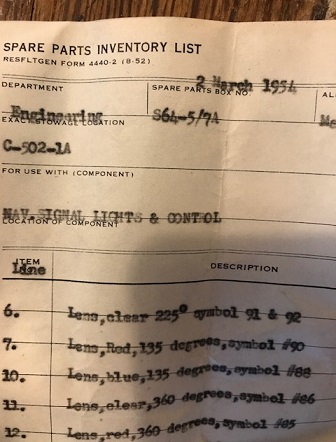 SPARE PARTS INVENTORY LIST
RESFLTGEN FORM 4440-2 (8-52)
2 March 1954
DEPARTMENT
SPARE PARTS BOX NO.
Engineering
S64-5/7A
EXACT STOWAGE LOCATION
C-502-1A
FOR USE WITH (COMPONENT)
NAV.SIGNAL LIGHTS & CONTROL
LOCATION OF COMPONENT
ITEM
DESCRIPTION
Line
6. Lens,clear 225° symbol 91 & 92
7. Lens,Red,135 degrees,symbol #90
10. Lens,blue,135 degrees,symbol #88
11. Lens,clear,360 degrees,symbol #86
12. Lens,red,360 degrees,symbol #85